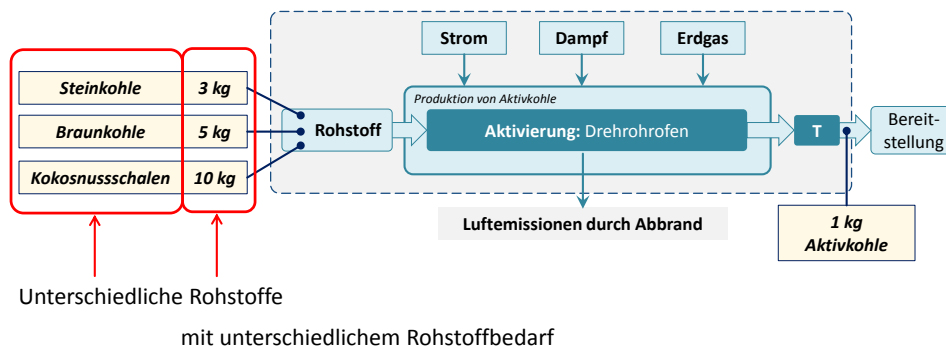 Strom
Dampf
Erdgas
Steinkohle 3 kg
Braunkohle 5 kg
Kokosnussschalen 10 kg
Rohstoff
Produktion von Aktivkohle
Aktivierung: Drehrohrofen
T
Bereit-
stellung
Luftemissionen durch Abbrand
1 kg
Aktivkohle
Unterschiedliche Rohstoffe
mit unterschiedlichem Rohstoffbedarf